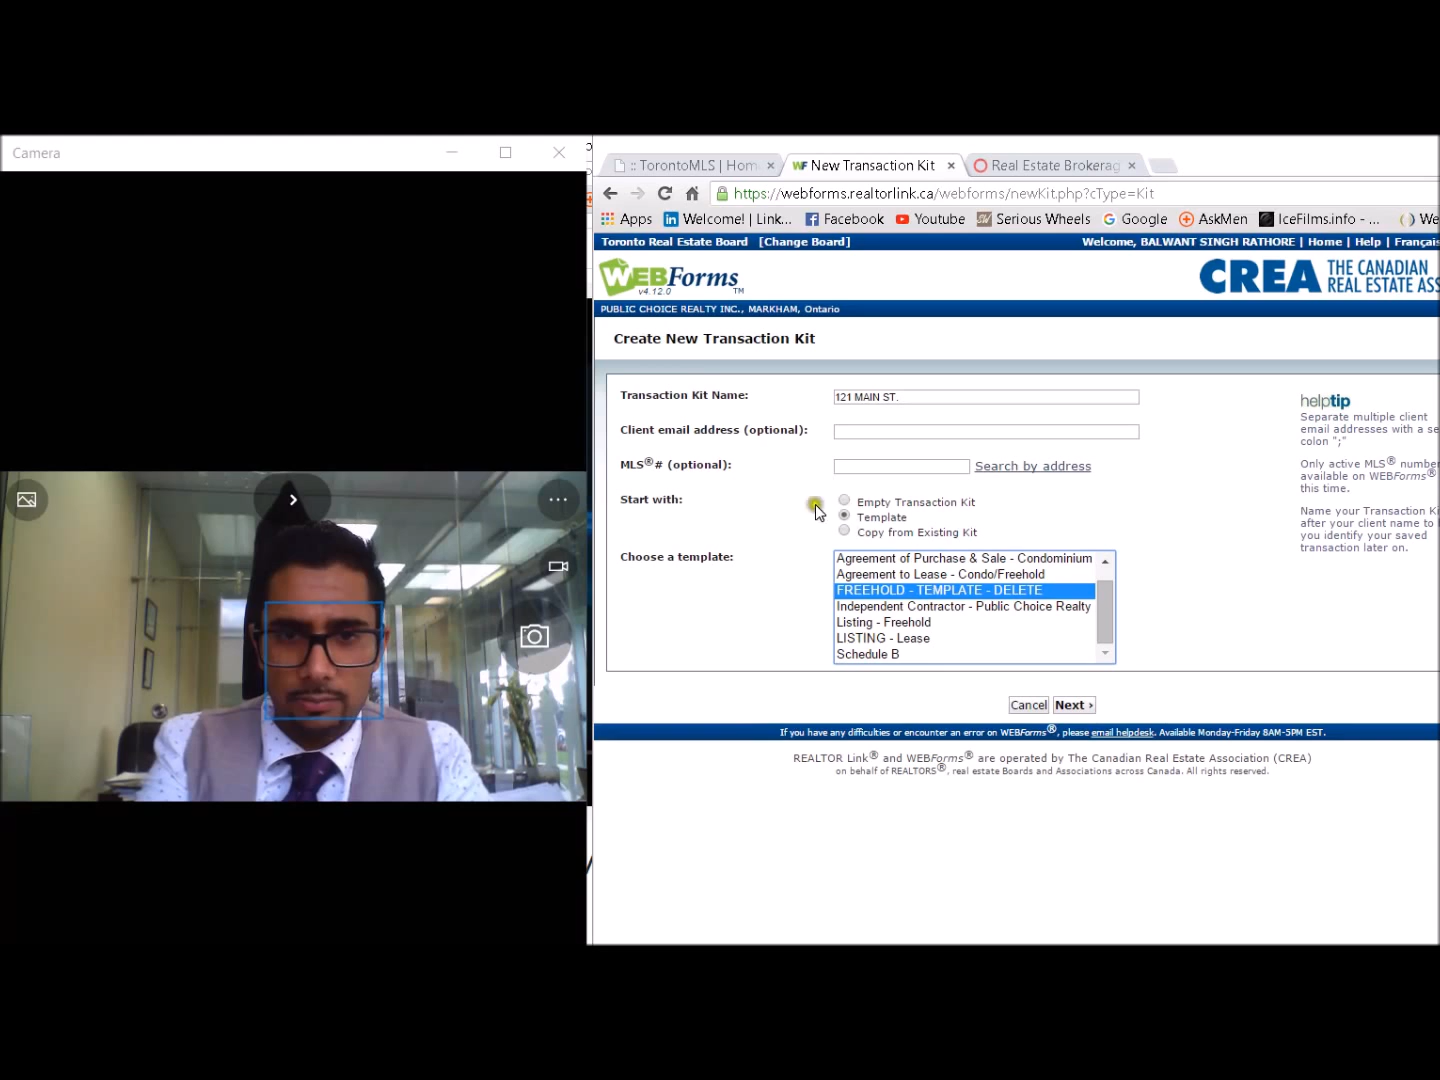 Camera
:: TorontoMLS | Hom
New Transaction Kit
Real Estate Brokerag
https://webforms.realtorlink.ca/webforms/newKit.php?cType=Kit
Apps
Welcome! | Link...
Facebook
Youtube
Serious Wheels
Google
AskMen
IceFilms.info - ...
We
Toronto Real Estate Board [Change Board]
Welcome, BALWANT SINGH RATHORE | Home | Help | Français
WEBForms™
v4.12.0
CREA THE CANADIAN
REAL ESTATE ASS
PUBLIC CHOICE REALTY INC., MARKHAM, Ontario
Create New Transaction Kit
Transaction Kit Name:
121 MAIN ST.
Client email address (optional):
MLS®# (optional):
Search by address
Start with:
Empty Transaction Kit
Template
Copy from Existing Kit
Choose a template:
Agreement of Purchase & Sale - Condominium
Agreement to Lease - Condo/Freehold
FREEHOLD - TEMPLATE - DELETE
Independent Contractor - Public Choice Realty
Listing - Freehold
LISTING - Lease
Schedule B
helptip
Separate multiple client
email addresses with a se
colon ";"
Only active MLS® number
available on WEBForms®
this time.
Name your Transaction Ki
after your client name to
you identify your saved
transaction later on.
Cancel
Next ›
If you have any difficulties or encounter an error on WEBForms®, please email helpdesk. Available Monday-Friday 8AM-5PM EST.
REALTOR Link® and WEBForms® are operated by The Canadian Real Estate Association (CREA)
on behalf of REALTORS®, real estate Boards and Associations across Canada. All rights reserved.